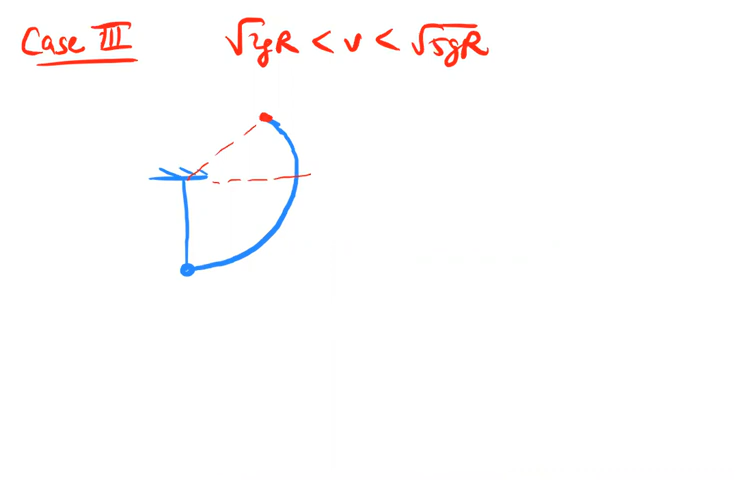 Case III √2gR < v < √5gR